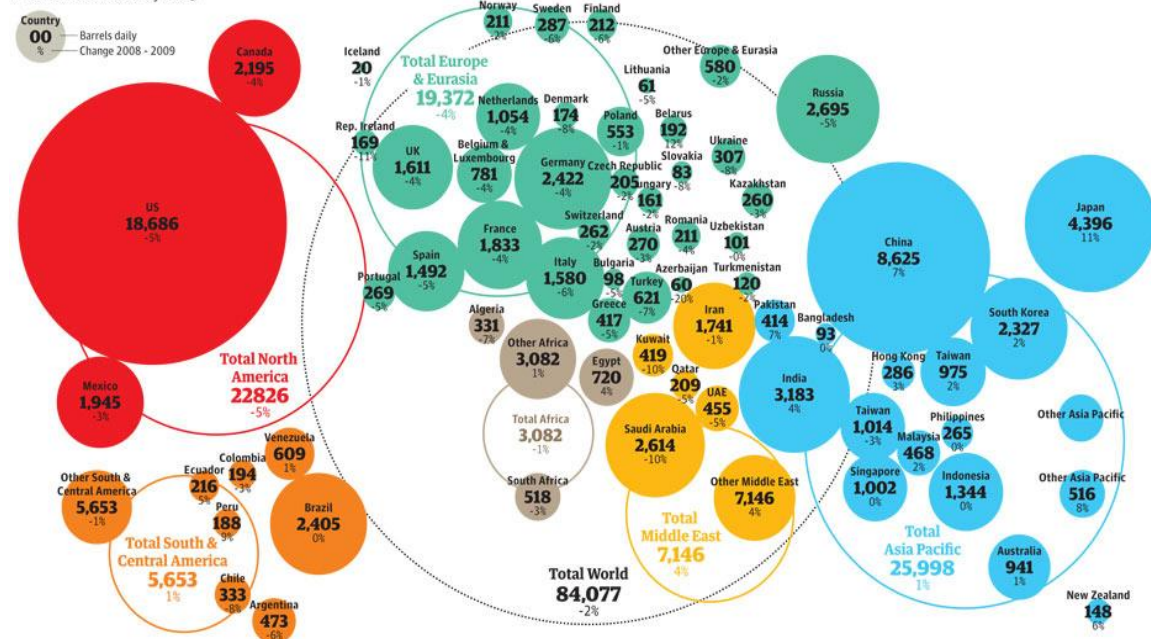 Country
00
%
Barrels daily
Change 2008 - 2009
Canada
2,195
-4%
US
18,686
-5%
Mexico
1,945
-3%
Total North
America
22826
-5%
Other South &
Central America
5,653
-1%
Ecuador
216
5%
Colombia
194
-3%
Venezuela
609
1%
Peru
188
9%
Brazil
2,405
0%
Total South &
Central America
5,653
1%
Chile
333
-8%
Argentina
473
-6%
Iceland
20
-1%
Norway
211
-2%
Sweden
287
-6%
Finland
212
-6%
Total Europe
& Eurasia
19,372
-4%
Other Europe & Eurasia
580
-2%
Lithuania
61
-5%
Russia
2,695
-5%
Rep. Ireland
169
-11%
UK
1,611
-4%
Netherlands
1,054
-4%
Denmark
174
-8%
Belgium &
Luxembourg
781
-4%
Germany
2,422
-4%
Poland
553
-1%
Belarus
192
12%
Ukraine
307
-8%
Czech Republic
205
-2%
Slovakia
83
-8%
ungary
161
-2%
Kazakhstan
260
-3%
Portugal
269
-5%
Spain
1,492
-5%
France
1,833
-4%
Switzerland
262
-2%
Italy
1,580
-6%
Austria
270
-3%
Romania
211
-4%
Uzbekistan
101
-0%
Bulgaria
98
-5%
Greece
417
-5%
Turkey
621
-7%
Azerbaijan
60
-20%
Turkmenistan
120
-2%
Algeria
331
-7%
Other Africa
3,082
1%
Egypt
720
4%
Total Africa
3,082
-1%
South Africa
518
-3%
Kuwait
419
-10%
Iran
1,741
-1%
Qatar
209
-5%
UAE
455
-5%
Saudi Arabia
2,614
-10%
Other Middle East
7,146
4%
Total
Middle East
7,146
4%
Total World
84,077
-2%
Pakistan
414
7%
Bangladesh
93
0%
China
8,625
7%
Japan
4,396
11%
South Korea
2,327
2%
India
3,183
4%
Hong Kong
286
3%
Taiwan
975
2%
Taiwan
1,014
-3%
Philippines
265
0%
Malaysia
468
2%
Singapore
1,002
0%
Indonesia
1,344
0%
Other Asia Pacific
Other Asia Pacific
516
8%
Total
Asia Pacific
25,998
1%
Australia
941
1%
New Zealand
148
6%